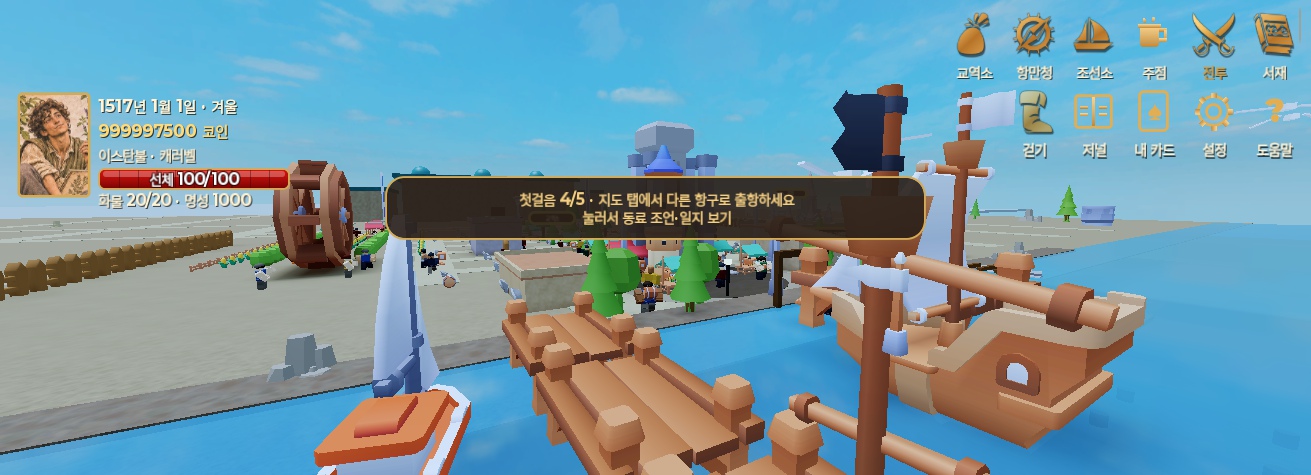 교역소
항만청
조선소
주점
전투
서재
걷기
저널
내 카드
설정
도움말
1517년 1월 1일 · 겨울
999997500 코인
이스탄불 · 캐러벨
선체 100/100
화물 20/20 · 명성 1000
첫걸음 4/5 · 지도 탭에서 다른 항구로 출항하세요
눌러서 동료 조언·일지 보기